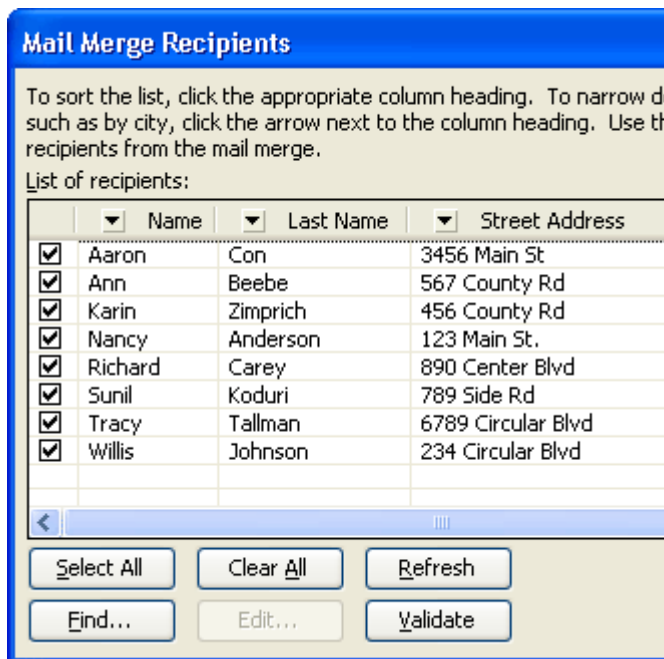 Mail Merge Recipients
To sort the list, click the appropriate column heading. To narrow d
such as by city, click the arrow next to the column heading. Use th
recipients from the mail merge.
List of recipients:
Name Last Name Street Address
Aaron Con 3456 Main St
Ann Beebe 567 County Rd
Karin Zimprich 456 County Rd
Nancy Anderson 123 Main St.
Richard Carey 890 Center Blvd
Sunil Koduri 789 Side Rd
Tracy Tallman 6789 Circular Blvd
Willis Johnson 234 Circular Blvd
Select All Clear All Refresh
Find... Edit... Validate